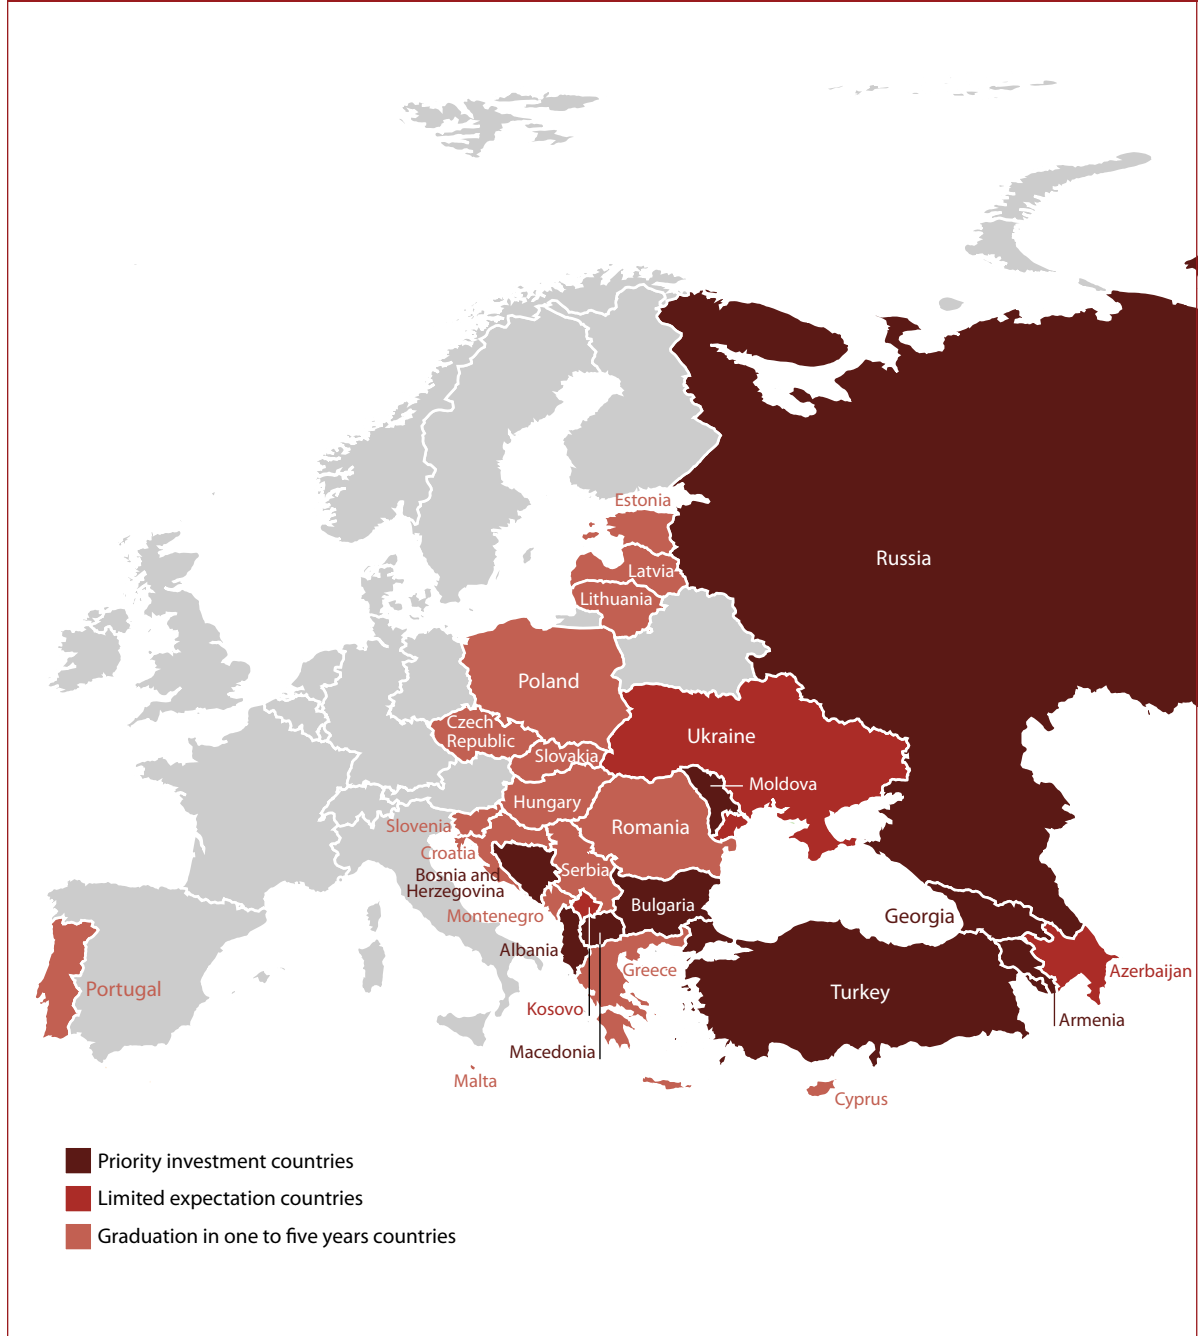 Estonia
Russia
Latvia
Lithuania
Poland
Czech
Republic
Ukraine
Slovakia
Moldova
Hungary
Romania
Slovenia
Croatia
Serbia
Bosnia and
Herzegovina
Bulgaria
Montenegro
Georgia
Albania
Greece
Azerbaijan
Portugal
Turkey
Kosovo
Armenia
Macedonia
Malta
Cyprus
Priority investment countries
Limited expectation countries
Graduation in one to five years countries